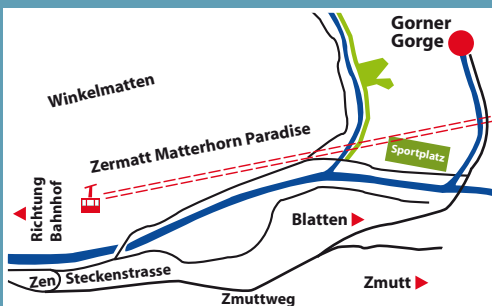 Gorner
Gorge
Winkelmatten
Zermatt Matterhorn Paradise
Sportplatz
Richtung
Bahnhof
Blatten
Zen Steckenstrasse
Zmutt
Zmuttweg